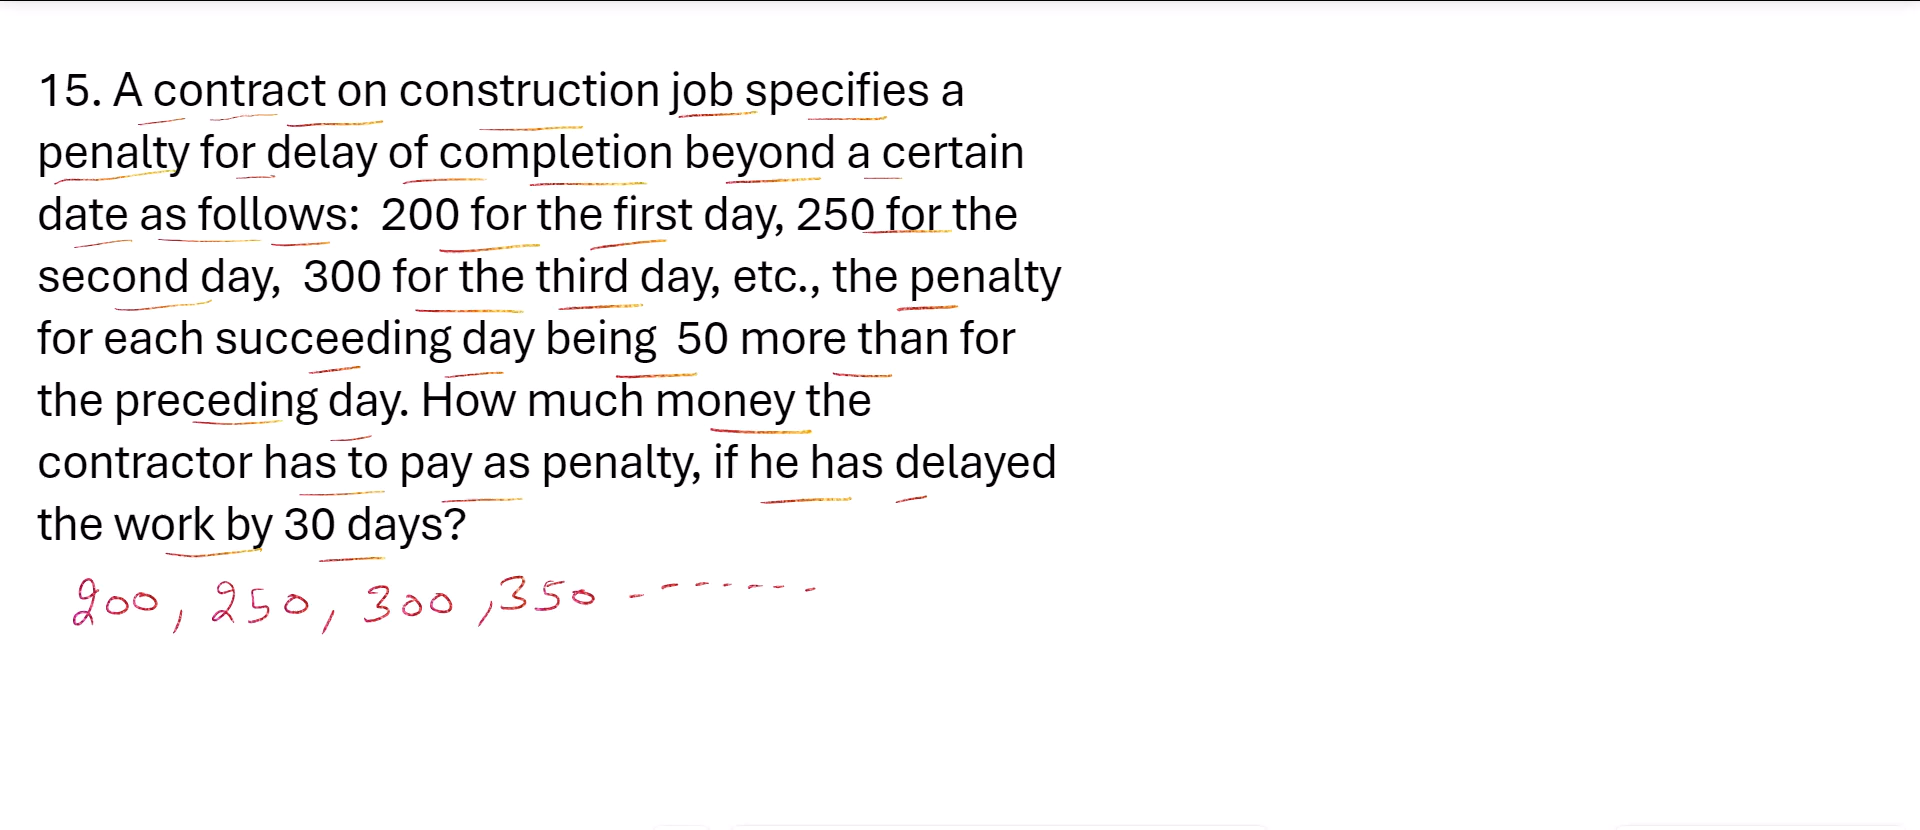 15. A contract on construction job specifies a
penalty for delay of completion beyond a certain
date as follows: 200 for the first day, 250 for the
second day, 300 for the third day, etc., the penalty
for each succeeding day being 50 more than for
the preceding day. How much money the
contractor has to pay as penalty, if he has delayed
the work by 30 days?
200, 250, 300, 350 -------